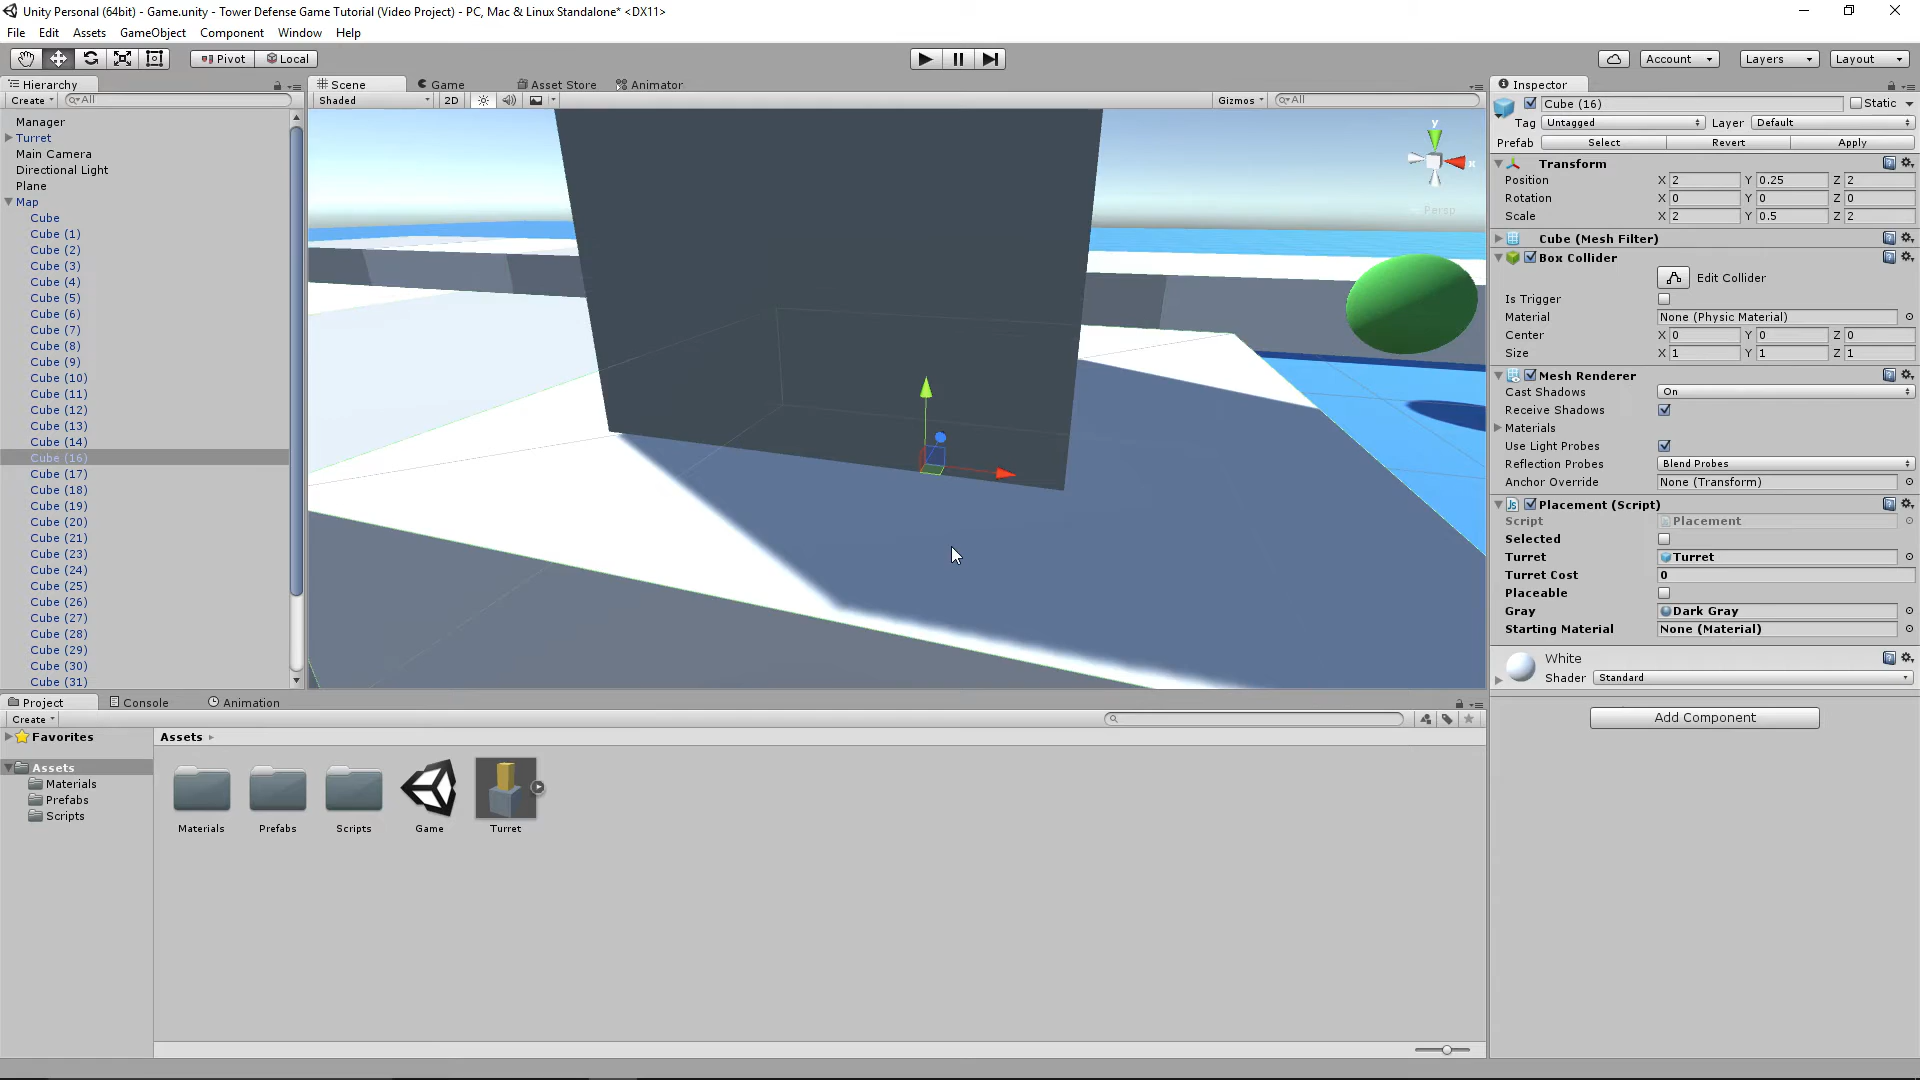 Unity Personal (64bit) - Game.unity - Tower Defense Game Tutorial (Video Project) - PC, Mac & Linux Standalone* <DX11>
File Edit Assets GameObject Component Window Help
Pivot Local Account Layers Layout
Hierarchy
Create All
Manager
Turret
Main Camera
Directional Light
Plane
Map
Cube
Cube (1)
Cube (2)
Cube (3)
Cube (4)
Cube (5)
Cube (6)
Cube (7)
Cube (8)
Cube (9)
Cube (10)
Cube (11)
Cube (12)
Cube (13)
Cube (14)
Cube (16)
Cube (17)
Cube (18)
Cube (19)
Cube (20)
Cube (21)
Cube (23)
Cube (24)
Cube (25)
Cube (26)
Cube (27)
Cube (28)
Cube (29)
Cube (30)
Cube (31)
Scene Game Asset Store Animator
Shaded 2D Gizmos All
y
x
Persp
Inspector
Cube (16) Static
Tag Untagged Layer Default
Prefab Select Revert Apply
Transform
Position X 2 Y 0.25 Z 2
Rotation X 0 Y 0 Z 0
Scale X 2 Y 0.5 Z 2
Cube (Mesh Filter)
Box Collider
Edit Collider
Is Trigger
Material None (Physic Material)
Center X 0 Y 0 Z 0
Size X 1 Y 1 Z 1
Mesh Renderer
Cast Shadows On
Receive Shadows
Materials
Use Light Probes
Reflection Probes Blend Probes
Anchor Override None (Transform)
Placement (Script)
Script Placement
Selected
Turret Turret
Turret Cost 0
Placeable
Gray Dark Gray
Starting Material None (Material)
White
Shader Standard
Add Component
Project Console Animation
Create
Favorites
Assets
Materials
Prefabs
Scripts
Assets
Materials Prefabs Scripts Game Turret